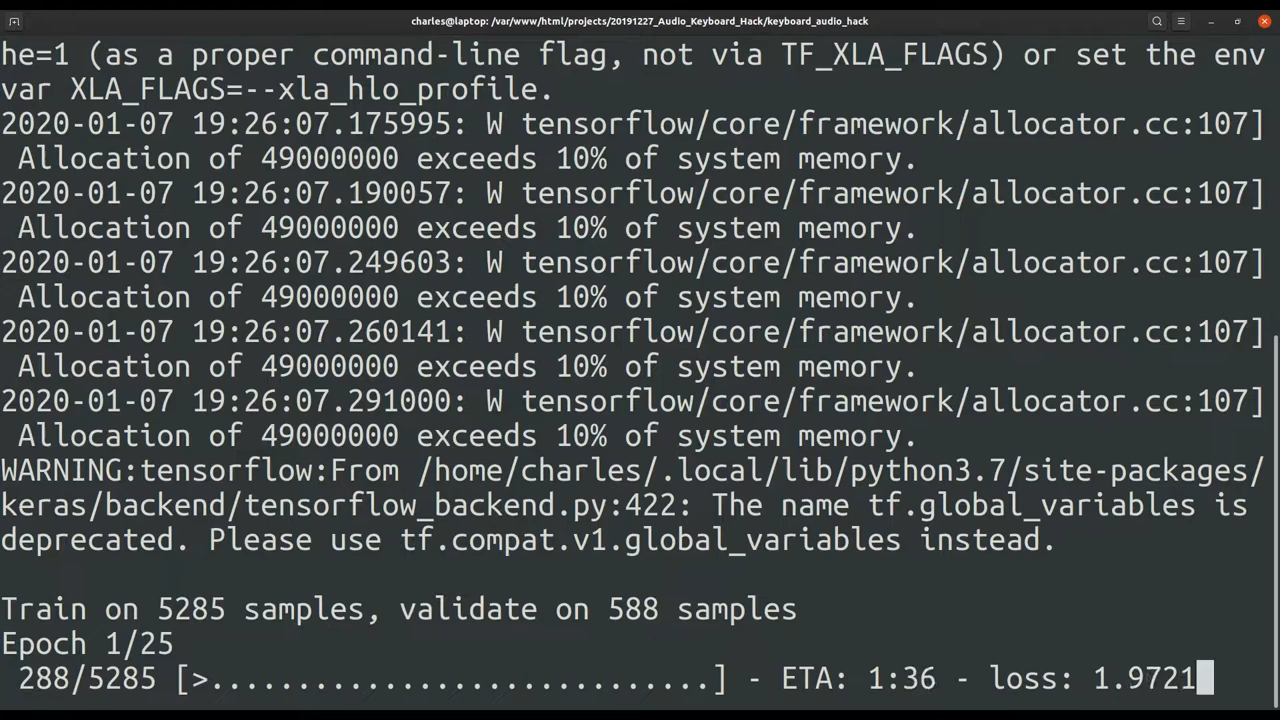 charles@laptop: /var/www/html/projects/20191227_Audio_Keyboard_Hack/keyboard_audio_hack
he=1 (as a proper command-line flag, not via TF_XLA_FLAGS) or set the env
var XLA_FLAGS=--xla_hlo_profile.
2020-01-07 19:26:07.175995: W tensorflow/core/framework/allocator.cc:107]
Allocation of 49000000 exceeds 10% of system memory.
2020-01-07 19:26:07.190057: W tensorflow/core/framework/allocator.cc:107]
Allocation of 49000000 exceeds 10% of system memory.
2020-01-07 19:26:07.249603: W tensorflow/core/framework/allocator.cc:107]
Allocation of 49000000 exceeds 10% of system memory.
2020-01-07 19:26:07.260141: W tensorflow/core/framework/allocator.cc:107]
Allocation of 49000000 exceeds 10% of system memory.
2020-01-07 19:26:07.291000: W tensorflow/core/framework/allocator.cc:107]
Allocation of 49000000 exceeds 10% of system memory.
WARNING:tensorflow:From /home/charles/.local/lib/python3.7/site-packages/
keras/backend/tensorflow_backend.py:422: The name tf.global_variables is
deprecated. Please use tf.compat.v1.global_variables instead.
Train on 5285 samples, validate on 588 samples
Epoch 1/25
288/5285 [>.............................] - ETA: 1:36 - loss: 1.9721